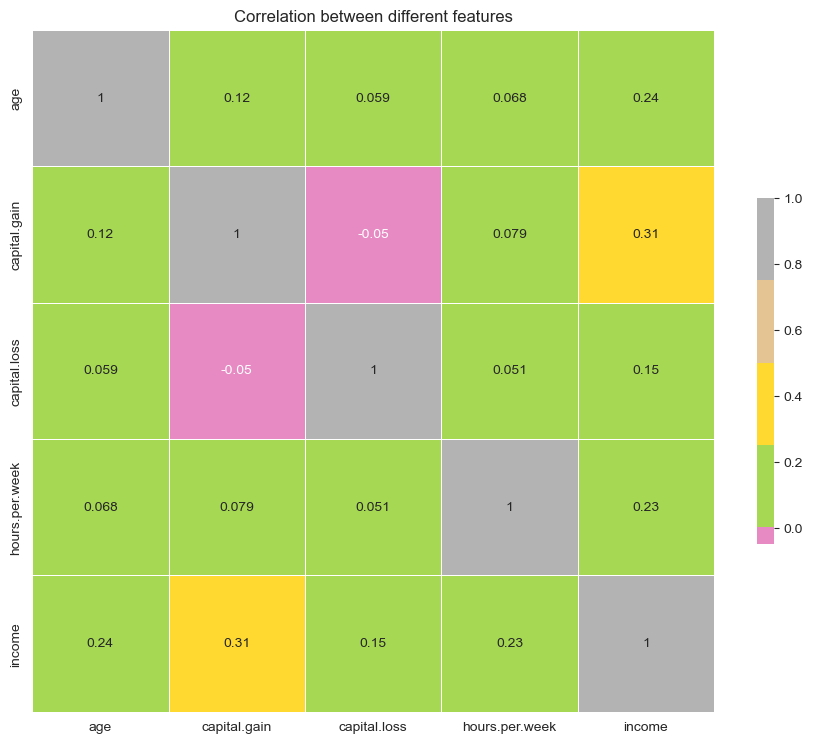 Correlation between different features
age
1
0.12
0.059
0.068
0.24
capital.gain
0.12
1
-0.05
0.079
0.31
capital.loss
0.059
-0.05
1
0.051
0.15
hours.per.week
0.068
0.079
0.051
1
0.23
income
0.24
0.31
0.15
0.23
1
age
capital.gain
capital.loss
hours.per.week
income
1.0
0.8
0.6
0.4
0.2
0.0